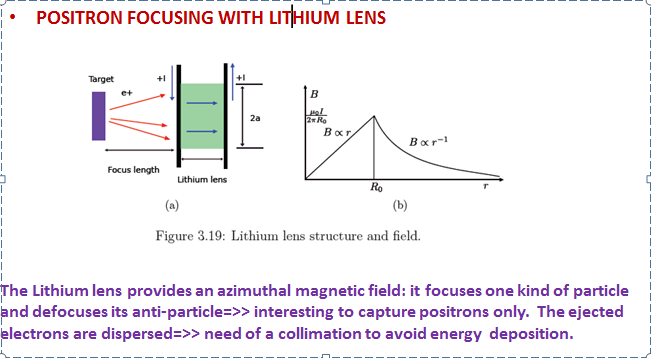 • POSITRON FOCUSING WITH LITHIUM LENS
Target
e+
+I
+I
2a
Focus length
Lithium lens
(a)
B
μ₀I
2πR₀
B ∝ r
B ∝ r⁻¹
R₀
r
(b)
Figure 3.19: Lithium lens structure and field.
The Lithium lens provides an azimuthal magnetic field: it focuses one kind of particle
and defocuses its anti-particle=>> interesting to capture positrons only. The ejected
electrons are dispersed=>> need of a collimation to avoid energy deposition.